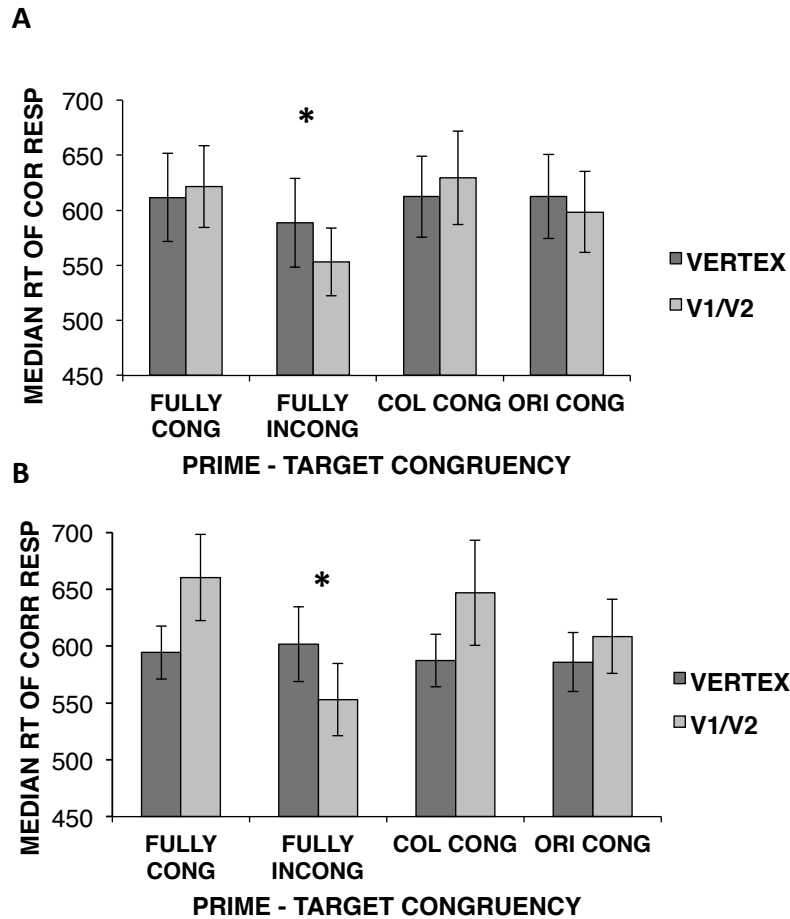 A
MEDIAN RT OF COR RESP
700
650
600
550
500
450
*
VERTEX
V1/V2
FULLY CONG
FULLY INCONG
COL CONG
ORI CONG
PRIME - TARGET CONGRUENCY
B
MEDIAN RT OF CORR RESP
700
650
600
550
500
450
*
VERTEX
V1/V2
FULLY CONG
FULLY INCONG
COL CONG
ORI CONG
PRIME - TARGET CONGRUENCY